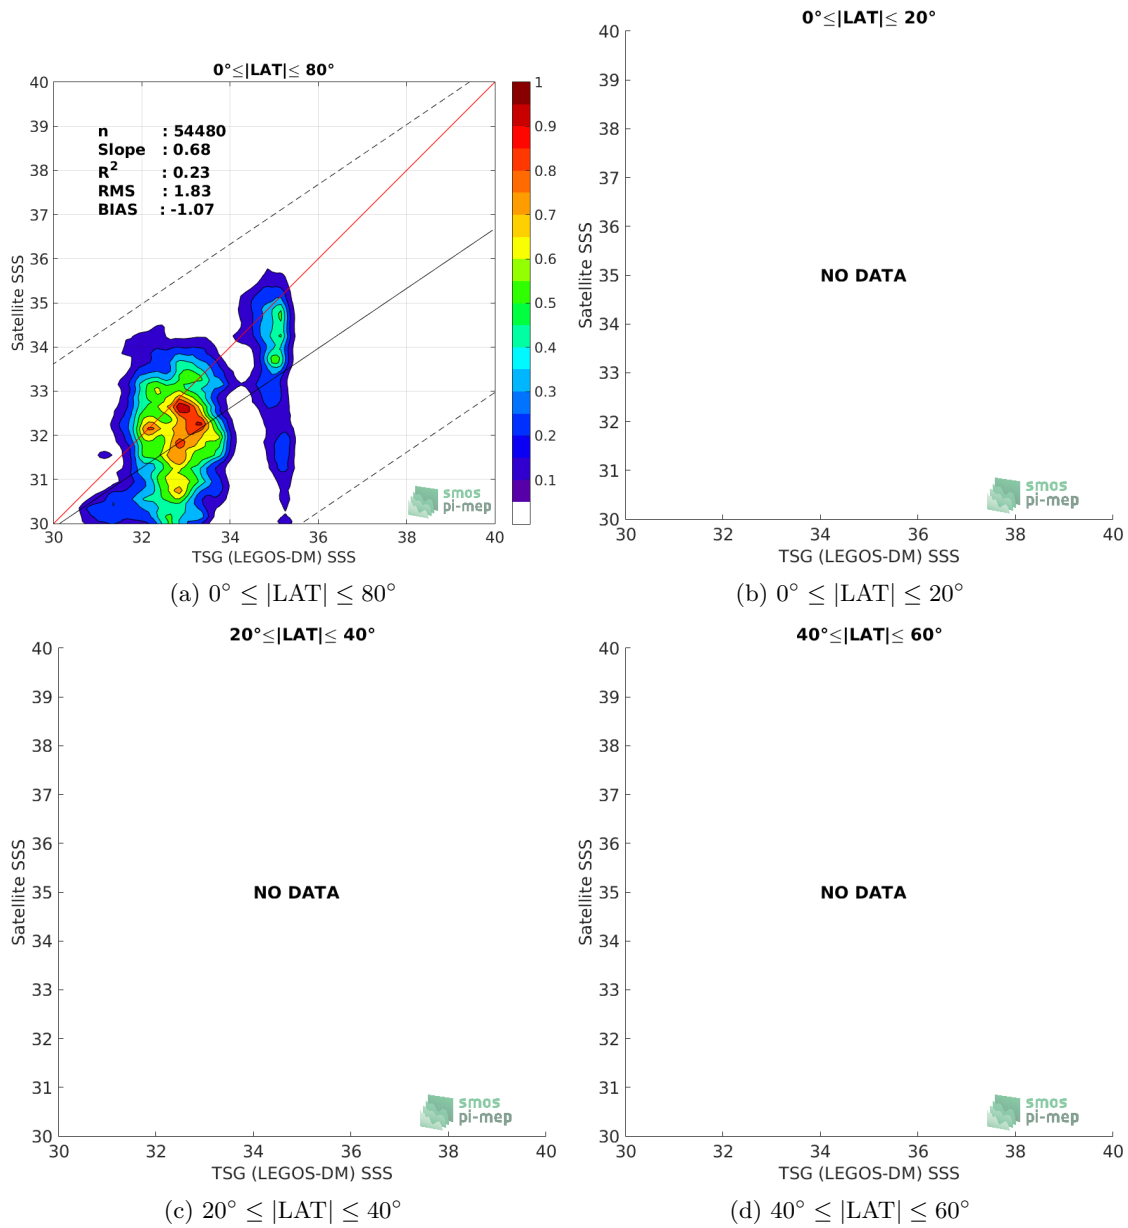 0°≤|LAT|≤ 80°
40
39
38
37
36
35
34
33
32
31
30
Satellite SSS
n : 54480
Slope : 0.68
R² : 0.23
RMS : 1.83
BIAS : -1.07
smos
pi-mep
30 32 34 36 38 40
TSG (LEGOS-DM) SSS
1
0.9
0.8
0.7
0.6
0.5
0.4
0.3
0.2
0.1
(a) 0° ≤ |LAT| ≤ 80°
0°≤|LAT|≤ 20°
40
39
38
37
36
35
34
33
32
31
30
Satellite SSS
NO DATA
smos
pi-mep
30 32 34 36 38 40
TSG (LEGOS-DM) SSS
(b) 0° ≤ |LAT| ≤ 20°
20°≤|LAT|≤ 40°
40
39
38
37
36
35
34
33
32
31
30
Satellite SSS
NO DATA
smos
pi-mep
30 32 34 36 38 40
TSG (LEGOS-DM) SSS
(c) 20° ≤ |LAT| ≤ 40°
40°≤|LAT|≤ 60°
40
39
38
37
36
35
34
33
32
31
30
Satellite SSS
NO DATA
smos
pi-mep
30 32 34 36 38 40
TSG (LEGOS-DM) SSS
(d) 40° ≤ |LAT| ≤ 60°